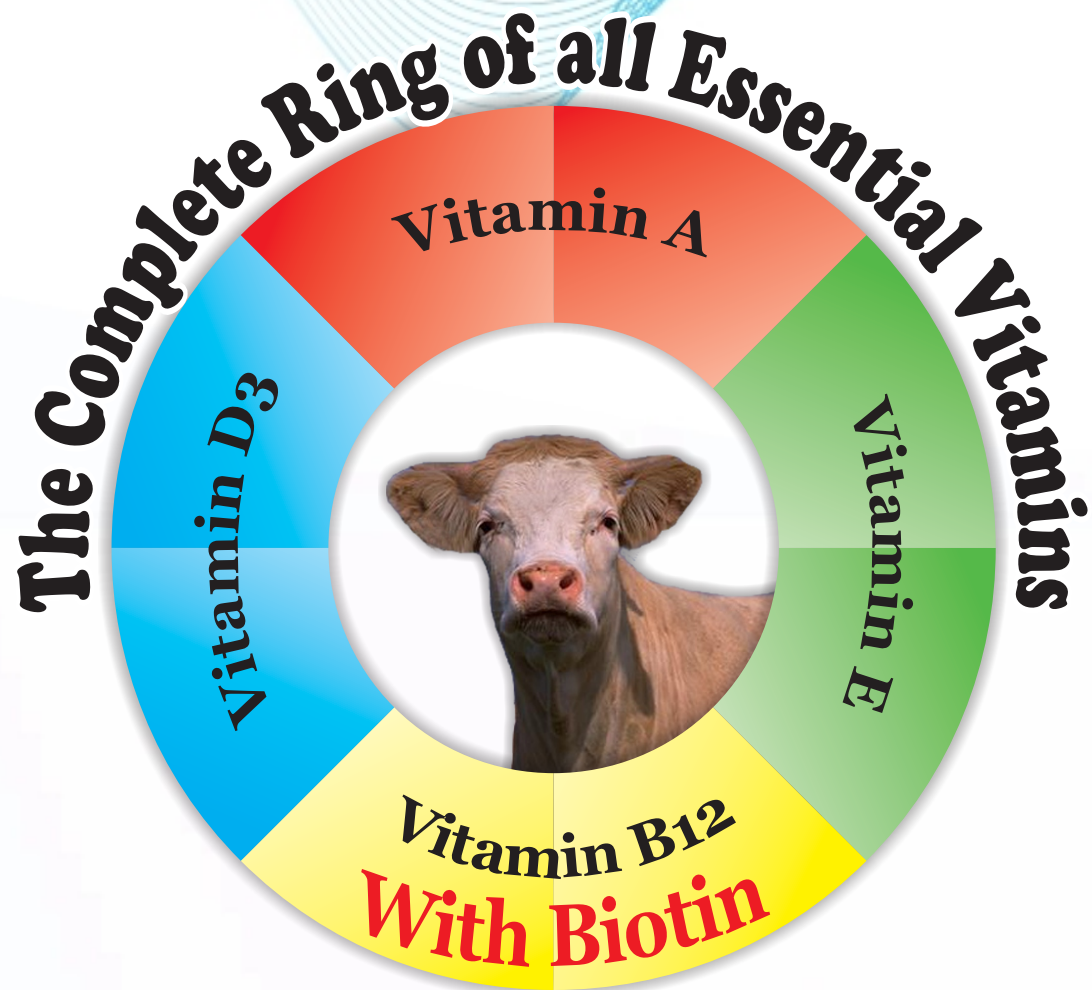 The Complete Ring of all Essential Vitamins
Vitamin A
Vitamin D3
Vitamin E
Vitamin B12
With Biotin